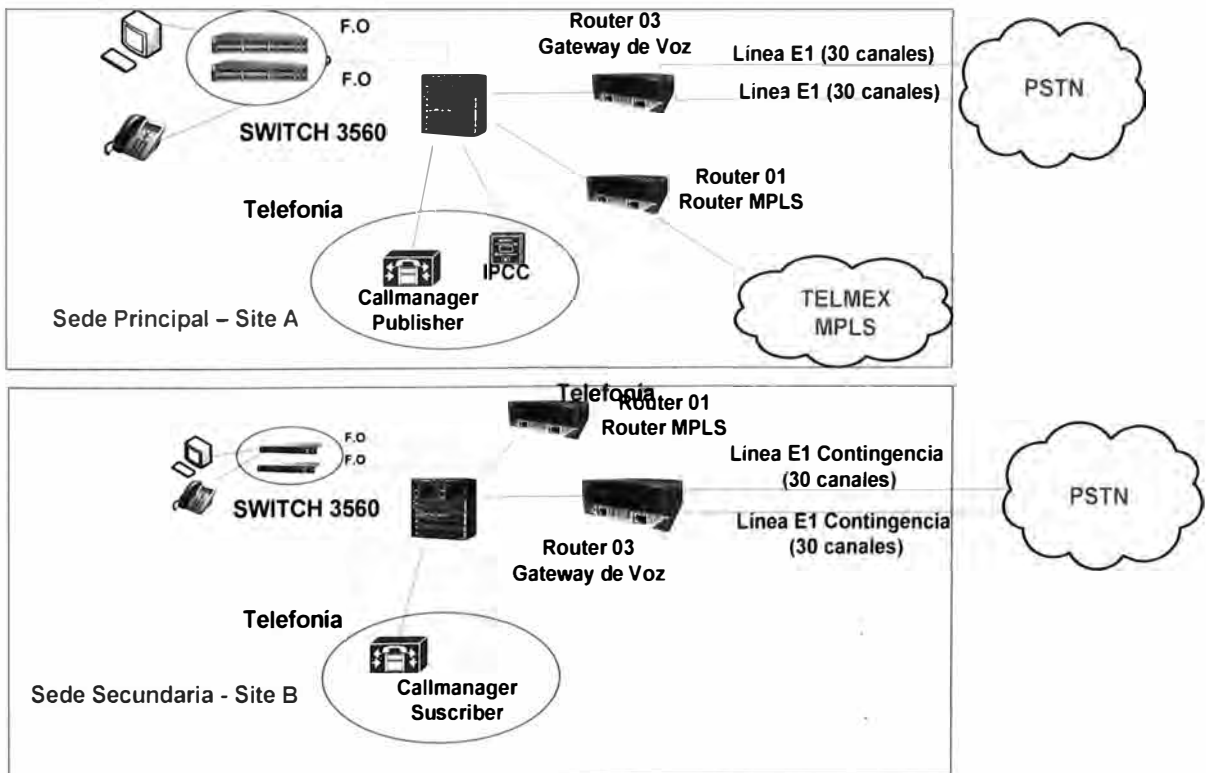 F.O
F.O
SWITCH 3560
Router 03
Gateway de Voz
Línea E1 (30 canales)
Linea E1 (30 canales)
PSTN
Router 01
Router MPLS
Telefonía
IPCC
Callmanager
Publisher
TELMEX
MPLS
Sede Principal – Site A
Telefonía
Router 01
Router MPLS
F.O
F.O
SWITCH 3560
Línea E1 Contingencia
(30 canales)
Línea E1 Contingencia
(30 canales)
PSTN
Router 03
Gateway de Voz
Telefonía
Callmanager
Suscriber
Sede Secundaria - Site B